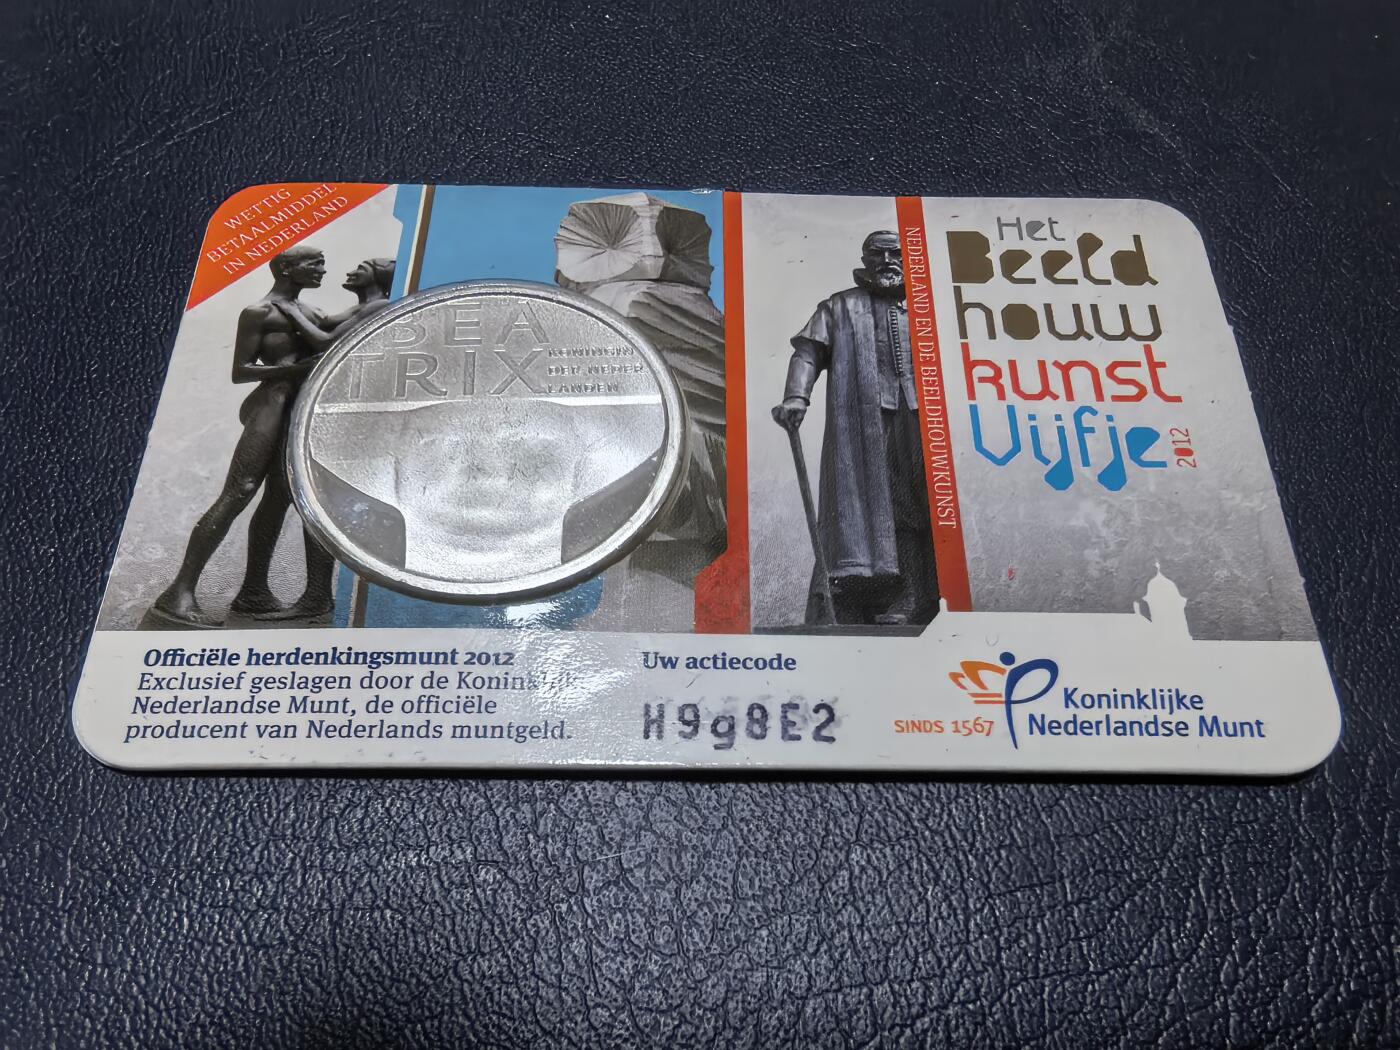 WETTIG
BETAALMIDDEL
IN NEDERLAND
BEA
TRIX
KONINGIN
DER NEDER
LANDEN
NEDERLAND EN DE BEELDHOUWKUNST
Het
Beeld
houw
kunst
Vijfje
2012
Officiële herdenkingsmunt 2012
Exclusief geslagen door de Koninklijk
Nederlandse Munt, de officiële
producent van Nederlands muntgeld.
Uw actiecode
H9g8E2
SINDS 1567
Koninklijke
Nederlandse Munt